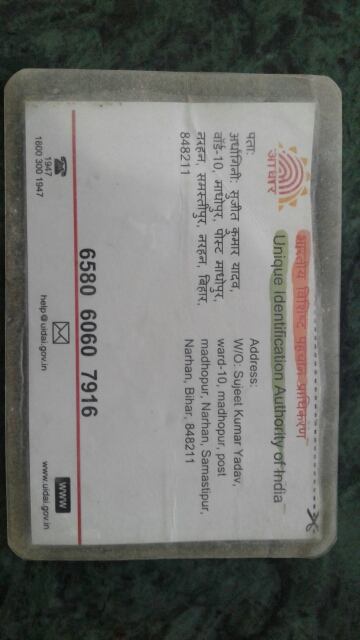 भारतीय विशिष्ट पहचान प्राधिकरण
Unique Identification Authority of India
आधार
पता:
अर्धांगिनी: सुजीत कुमार यादव,
वॉर्ड-10, माधोपुर, पोस्ट माधोपुर,
नरहन, समस्तीपुर, नरहन, बिहार,
848211
Address:
W/O: Sujeet Kumar Yadav,
ward-10, madhopur, post
madhopur, Narhan, Samastipur,
Narhan, Bihar, 848211
6580 6060 7916
1947
1800 300 1947
help@uidai.gov.in
www
www.uidai.gov.in